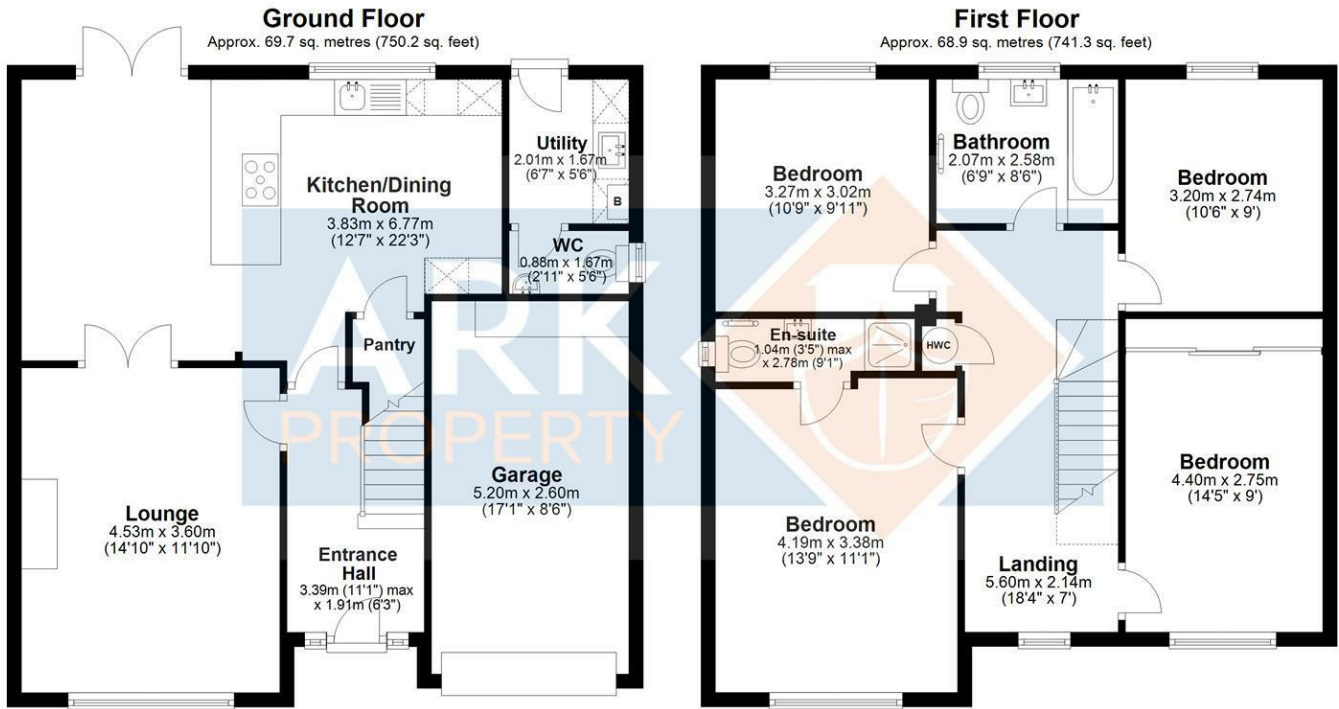 Ground Floor
Approx. 69.7 sq. metres (750.2 sq. feet)
Utility
2.01m x 1.67m
(6'7" x 5'6")
B
Kitchen/Dining
Room
3.83m x 6.77m
(12'7" x 22'3")
WC
0.88m x 1.67m
(2'11" x 5'6")
Pantry
Garage
5.20m x 2.60m
(17'1" x 8'6")
Lounge
4.53m x 3.60m
(14'10" x 11'10")
Entrance
Hall
3.39m (11'1") max
x 1.91m (6'3")
First Floor
Approx. 68.9 sq. metres (741.3 sq. feet)
Bedroom
3.27m x 3.02m
(10'9" x 9'11")
Bathroom
2.07m x 2.58m
(6'9" x 8'6")
Bedroom
3.20m x 2.74m
(10'6" x 9')
En-suite
1.04m (3'5") max
x 2.78m (9'1")
HWC
Bedroom
4.19m x 3.38m
(13'9" x 11'1")
Landing
5.60m x 2.14m
(18'4" x 7')
Bedroom
4.40m x 2.75m
(14'5" x 9')
ARK
PROPERTY